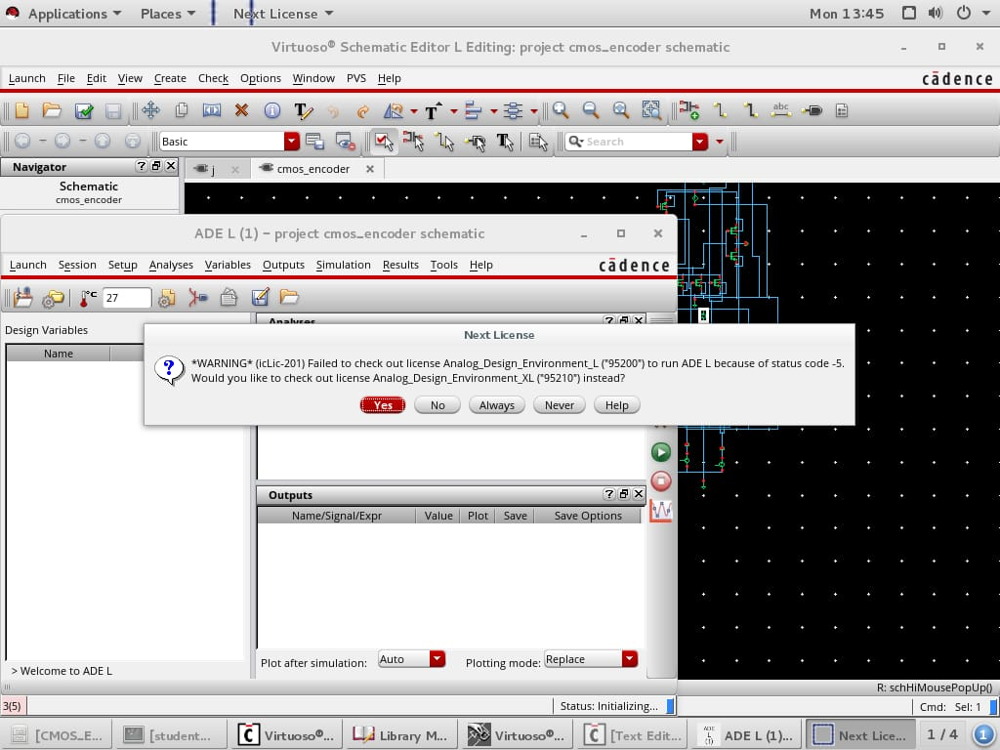 Applications Places Next License Mon 13:45
Virtuoso® Schematic Editor L Editing: project cmos_encoder schematic
Launch File Edit View Create Check Options Window PVS Help cādence
abc
Basic Search
Navigator
Schematic
cmos_encoder
j cmos_encoder
ADE L (1) - project cmos_encoder schematic
Launch Session Setup Analyses Variables Outputs Simulation Results Tools Help cādence
°C 27
Design Variables Analyses
Name
Next License
*WARNING* (icLic-201) Failed to check out license Analog_Design_Environment_L ("95200") to run ADE L because of status code -5.
Would you like to check out license Analog_Design_Environment_XL ("95210") instead?
Yes No Always Never Help
Outputs
Name/Signal/Expr Value Plot Save Save Options
Plot after simulation: Auto Plotting mode: Replace
> Welcome to ADE L
R: schHiMousePopUp()
3(5) Status: Initializing... Cmd: Sel: 1
[CMOS_E... [student... Virtuoso®... Library M... Virtuoso®... [Text Edit... ADE L (1) ADE L (1)... Next Lice... 1 / 4 1